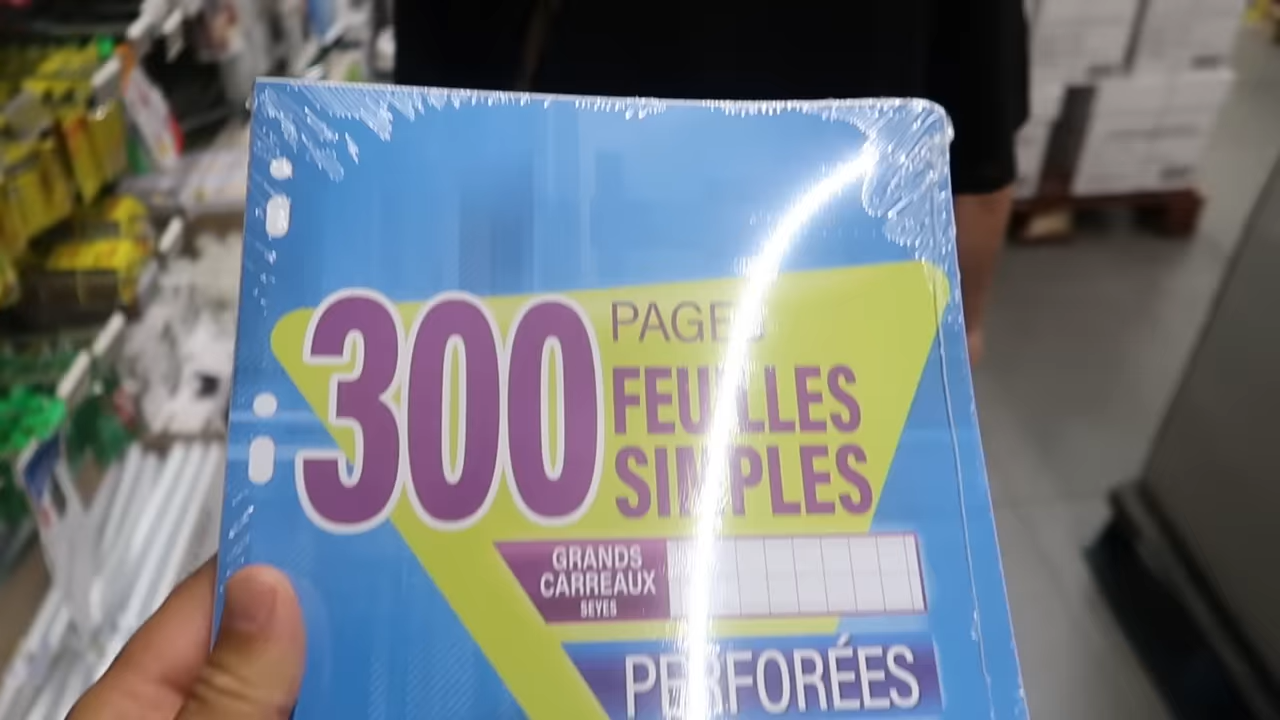 300 PAGES
FEUILLES
SIMPLES
GRANDS
CARREAUX
SEYES
PERFORÉES